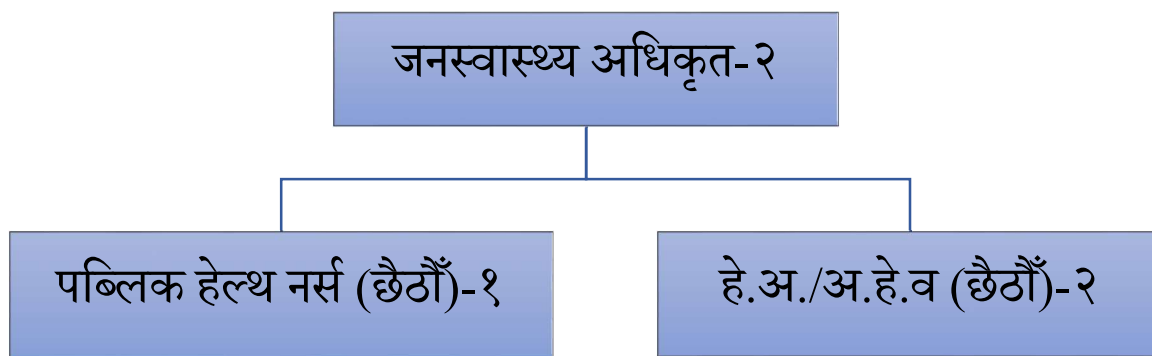 जनस्वास्थ्य अधिकृत-२
पब्लिक हेल्थ नर्स (छैठौँ)-१
हे.अ./अ.हे.व (छैठौँ)-२